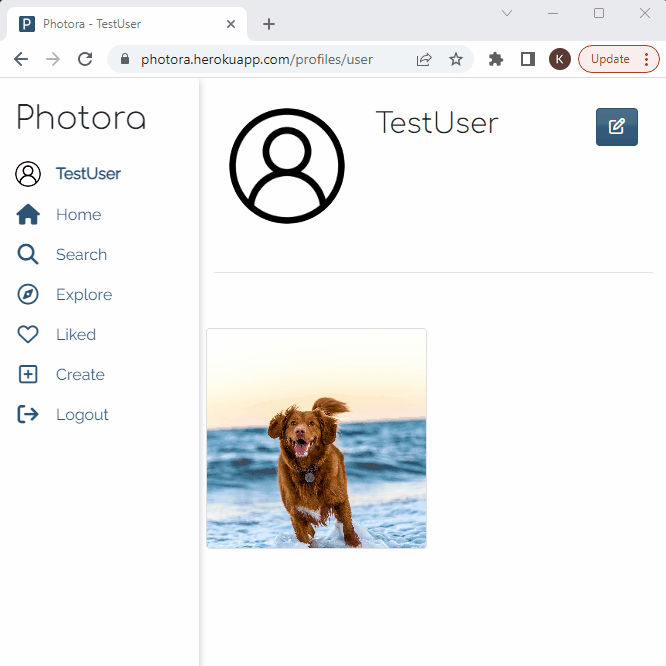 Photora - TestUser
photora.herokuapp.com/profiles/user
K
Update
Photora
TestUser
Home
Search
Explore
Liked
Create
Logout
TestUser